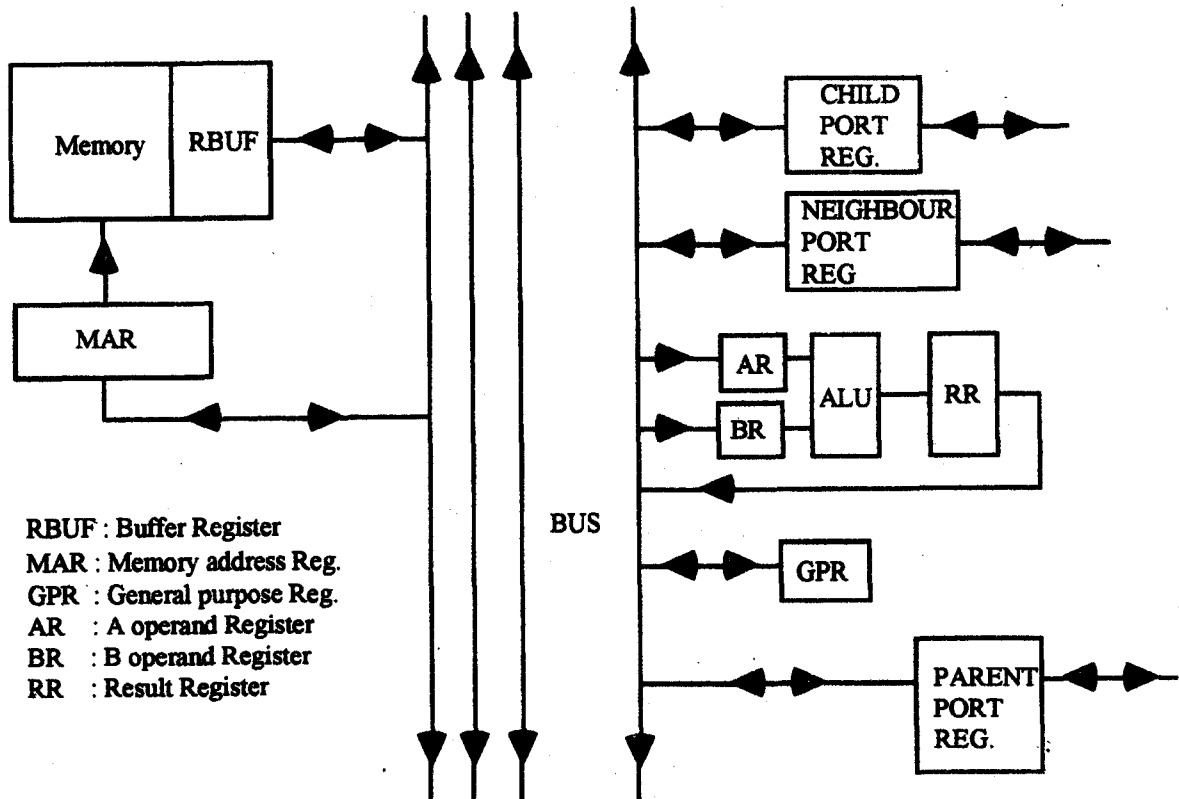 Memory
RBUF
MAR
CHILD
PORT
REG.
NEIGHBOUR
PORT
REG
AR
BR
ALU
RR
BUS
GPR
PARENT
PORT
REG.
RBUF : Buffer Register
MAR : Memory address Reg.
GPR : General purpose Reg.
AR : A operand Register
BR : B operand Register
RR : Result Register